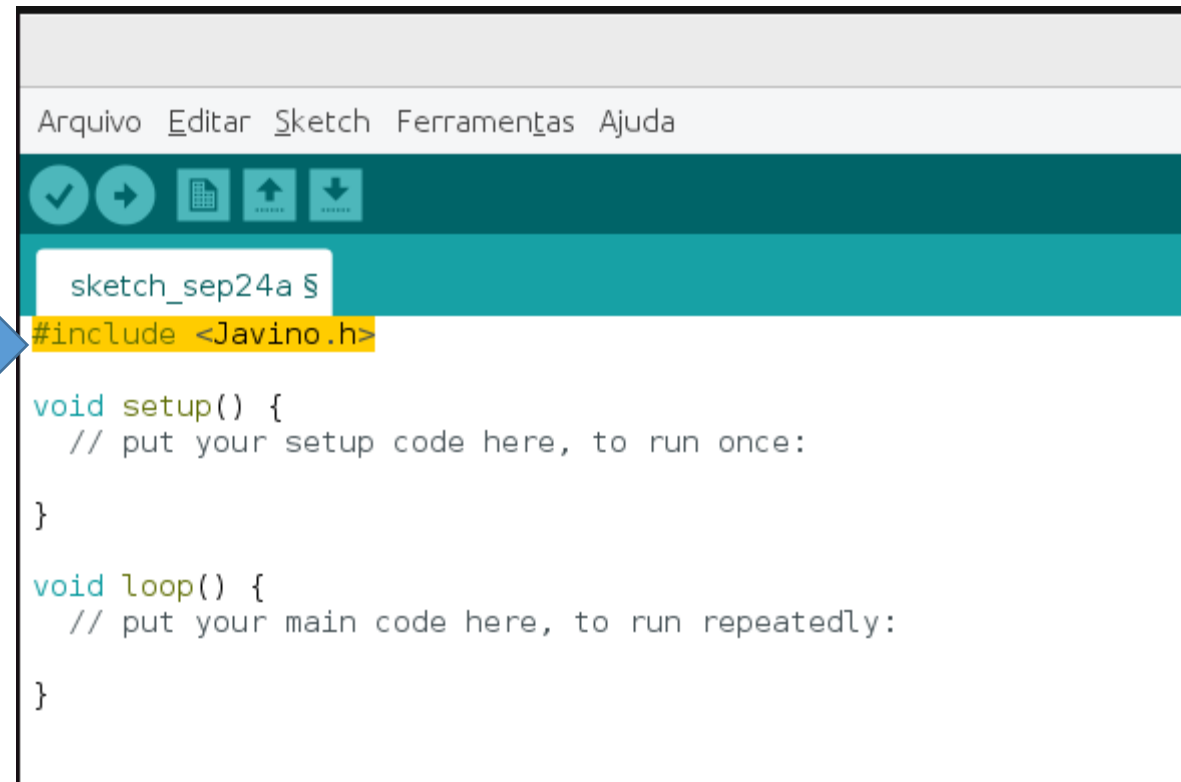 Arquivo Editar Sketch Ferramentas Ajuda
sketch_sep24a §
#include <Javino.h>
void setup() {
  // put your setup code here, to run once:
}
void loop() {
  // put your main code here, to run repeatedly:
}